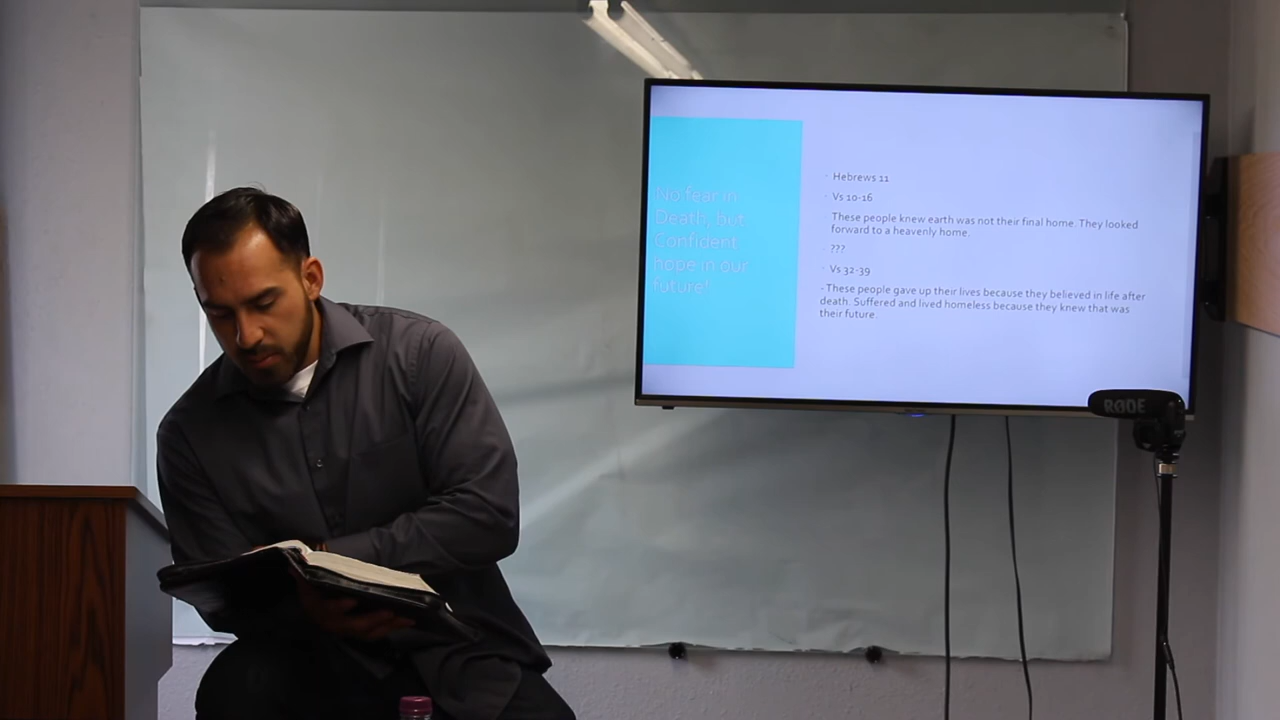 No fear in
Death, but
Confident
hope in our
future!
Hebrews 11
Vs 10-16
These people knew earth was not their final home. They looked
forward to a heavenly home.
???
Vs 32-39
- These people gave up their lives because they believed in life after
death. Suffered and lived homeless because they knew that was
their future.
RØDE